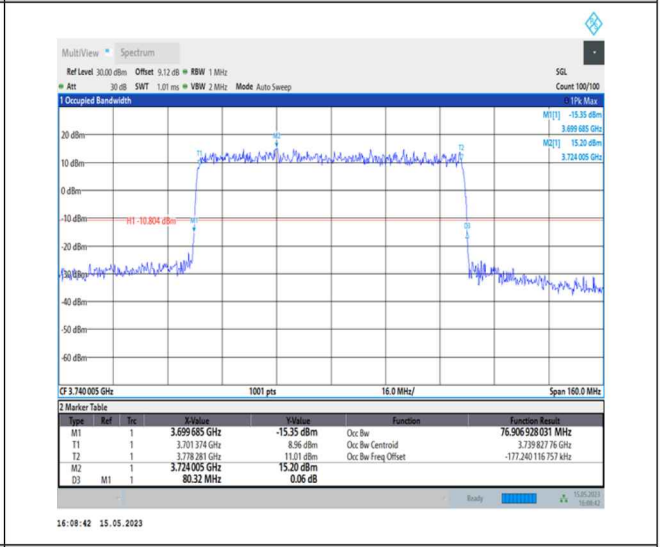 MultiView Spectrum
Ref Level 30.00 dBm Offset 9.12 dB RBW 1 MHz SGL
Att 30 dB SWT 1.01 ms VBW 2 MHz Mode Auto Sweep Count 100/100
1 Occupied Bandwidth 1Pk Max
M1[1] -15.35 dBm
3.699 685 GHz
M2[1] 15.20 dBm
3.724 005 GHz
20 dBm
M2
T1
10 dBm
0 dBm
-10 dBm
H1 -10.804 dBm
M1
D3
-20 dBm
-30 dBm
-40 dBm
-50 dBm
-60 dBm
CF 3.740 005 GHz 1001 pts 16.0 MHz/ Span 160.0 MHz
2 Marker Table
Type Ref Trc X-Value Y-Value Function Function Result
M1 1 3.699 685 GHz -15.35 dBm Occ Bw 76.906 928 031 MHz
T1 1 3.701 374 GHz 8.96 dBm Occ Bw Centroid 3.739 827 76 GHz
T2 1 3.778 281 GHz 11.01 dBm Occ Bw Freq Offset -177.240 116 757 kHz
M2 1 3.724 005 GHz 15.20 dBm
D3 M1 1 80.32 MHz 0.06 dB
Ready 15.05.2023
16:08:42
16:08:42 15.05.2023